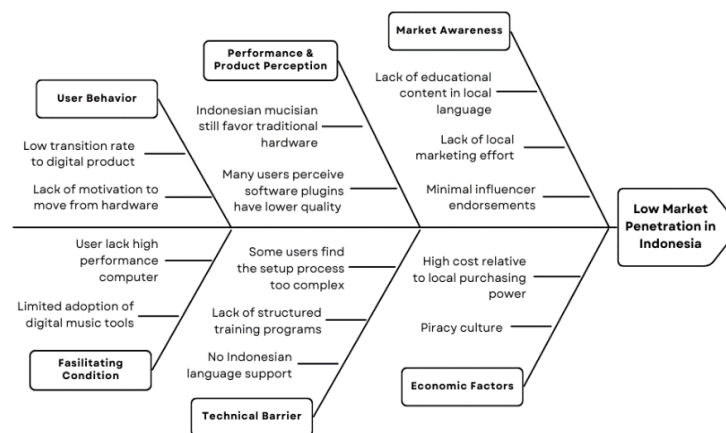 Market Awareness
Performance &
Product Perception
Lack of educational
content in local
language
User Behavior
Indonesian mucisian
still favor traditional
hardware
Low transition rate
to digital product
Lack of local
marketing effort
Lack of motivation to
move from hardware
Many users perceive
software plugins
have lower quality
Minimal influencer
endorsements
Low Market
Penetration in
Indonesia
User lack high
performance
computer
Some users find
the setup process
too complex
High cost relative
to local purchasing
power
Limited adoption of
digital music tools
Lack of structured
training programs
Piracy culture
No Indonesian
language support
Fasilitating
Condition
Economic Factors
Technical Barrier